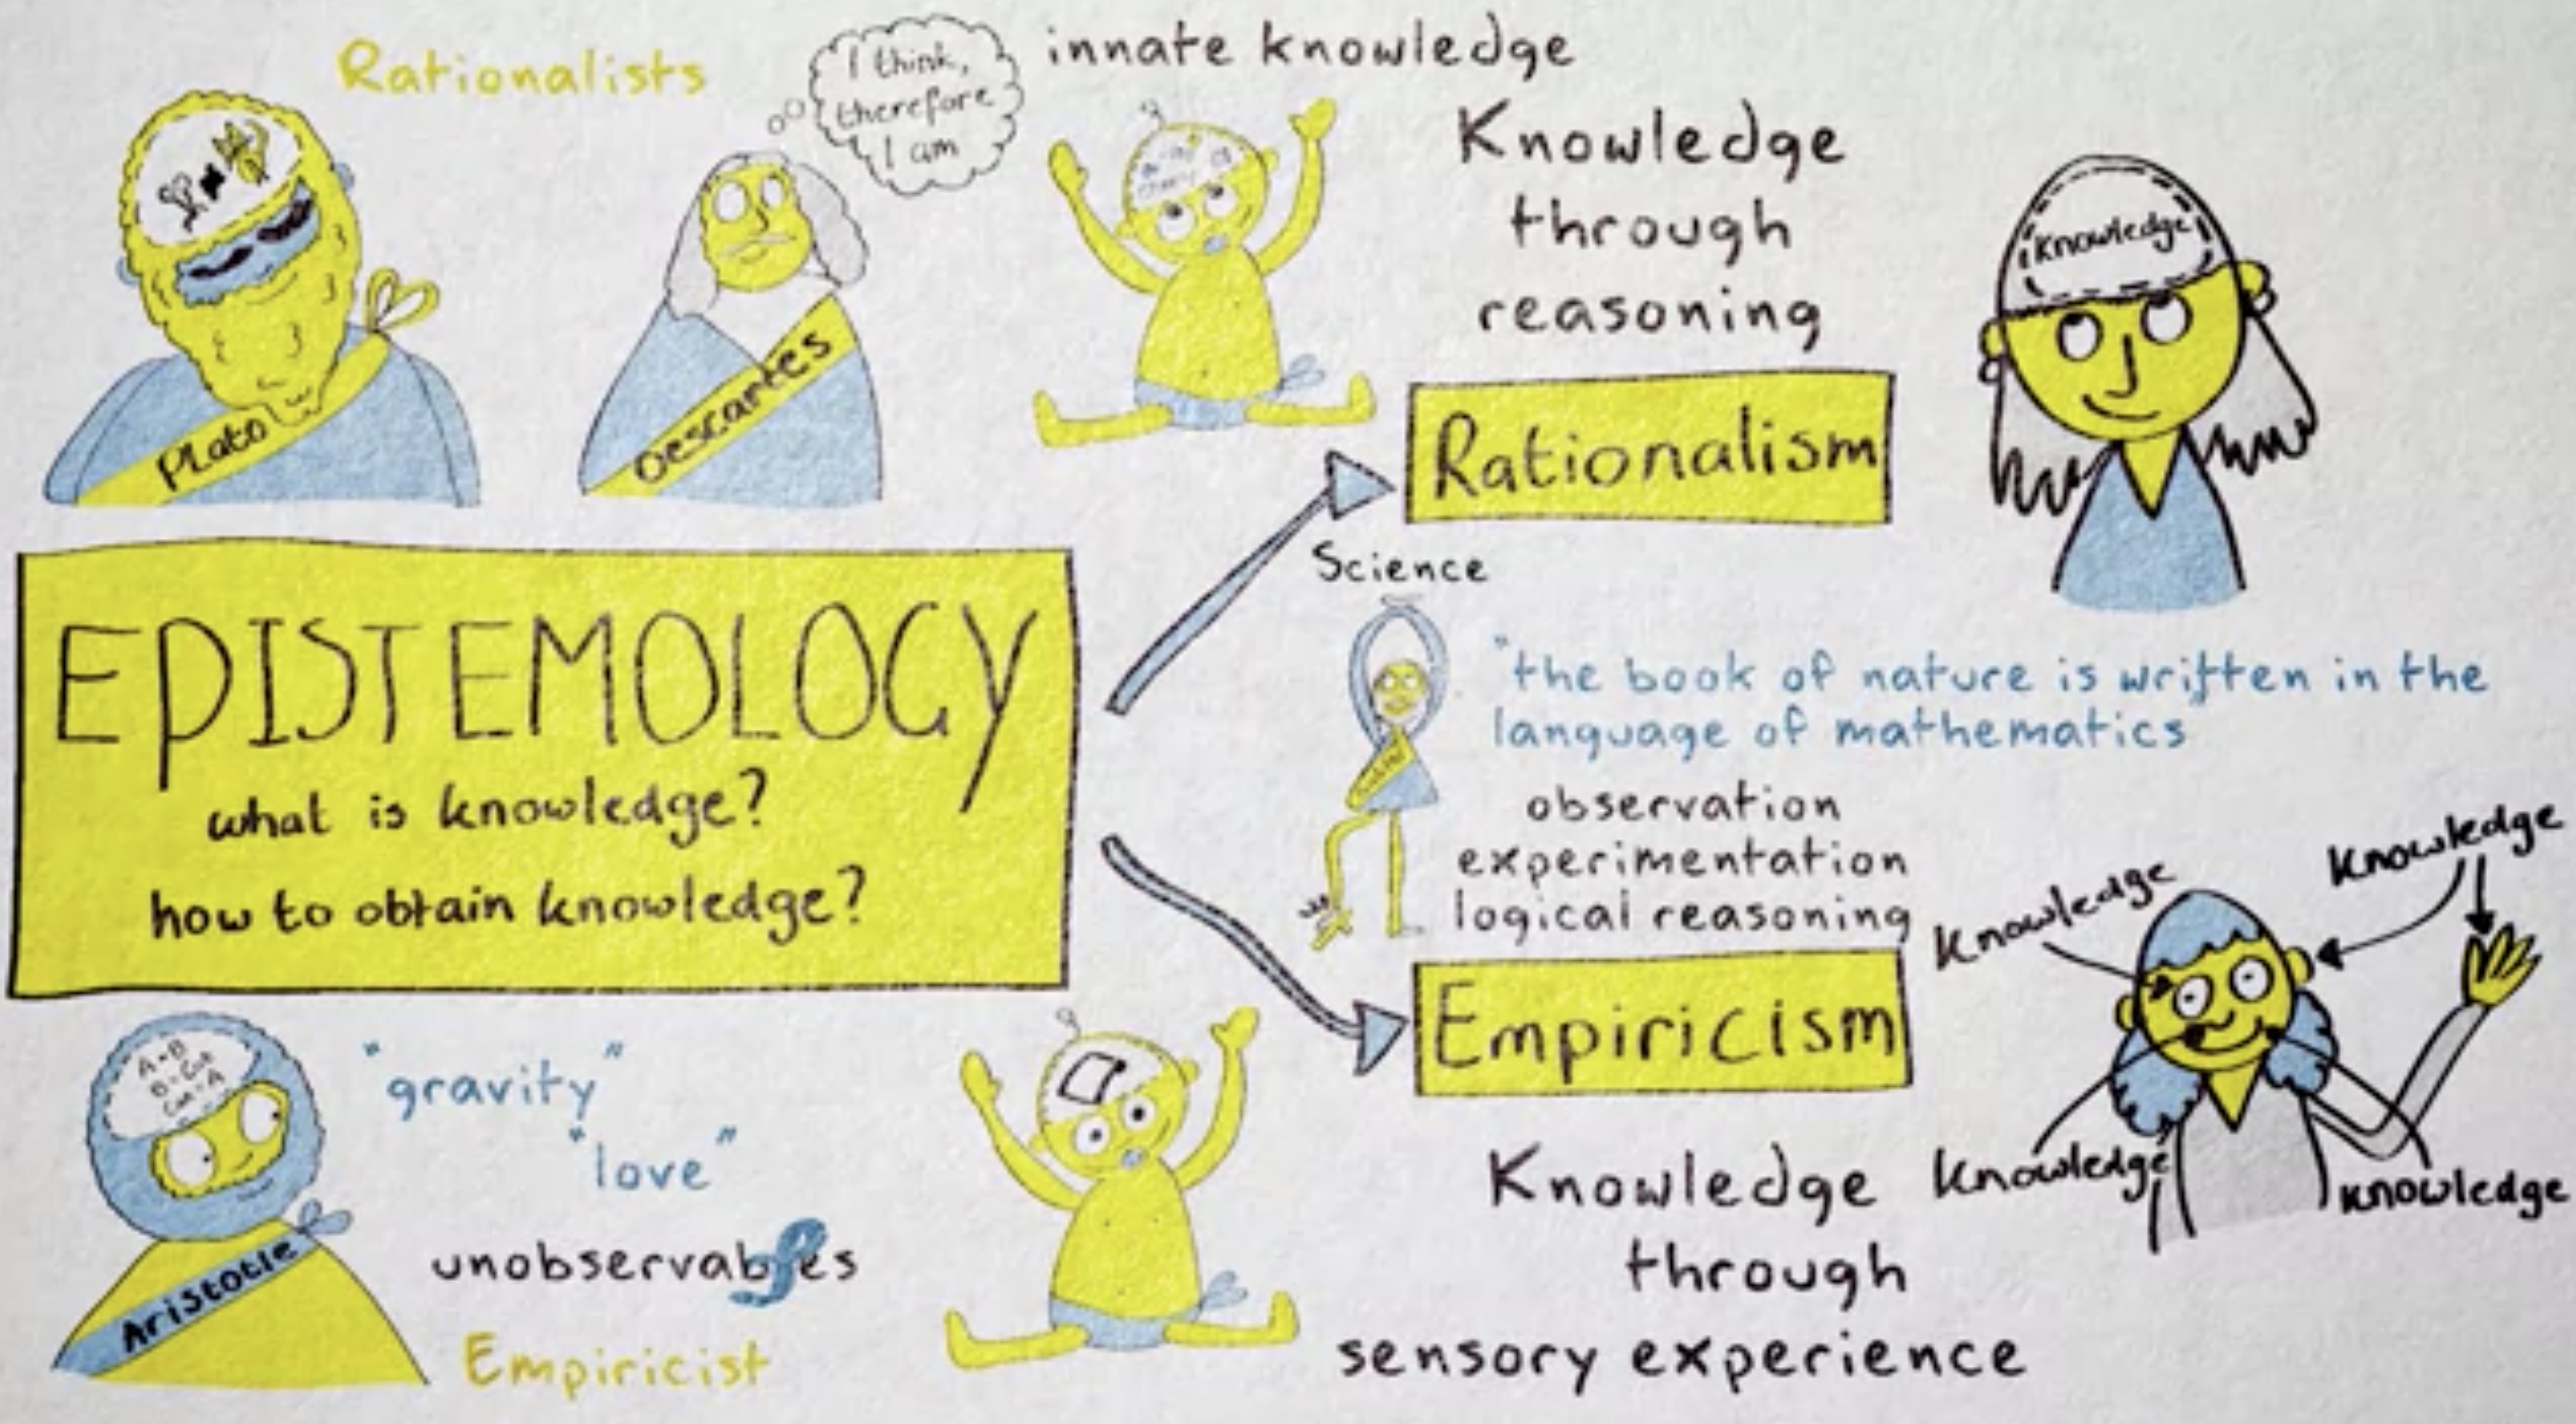 Rationalists
I think,
therefore
I am
innate knowledge
Knowledge
through
reasoning
Knowledge
Plato
Descartes
Rationalism
Science
EPISTEMOLOGY
what is knowledge?
how to obtain knowledge?
"the book of nature is written in the
language of mathematics"
observation
experimentation
logical reasoning
Knowledge
Knowledge
Empiricism
A=B
"gravity"
"love"
unobservables
Aristotle
Empiricist
Knowledge
through
sensory experience
Knowledge
Knowledge